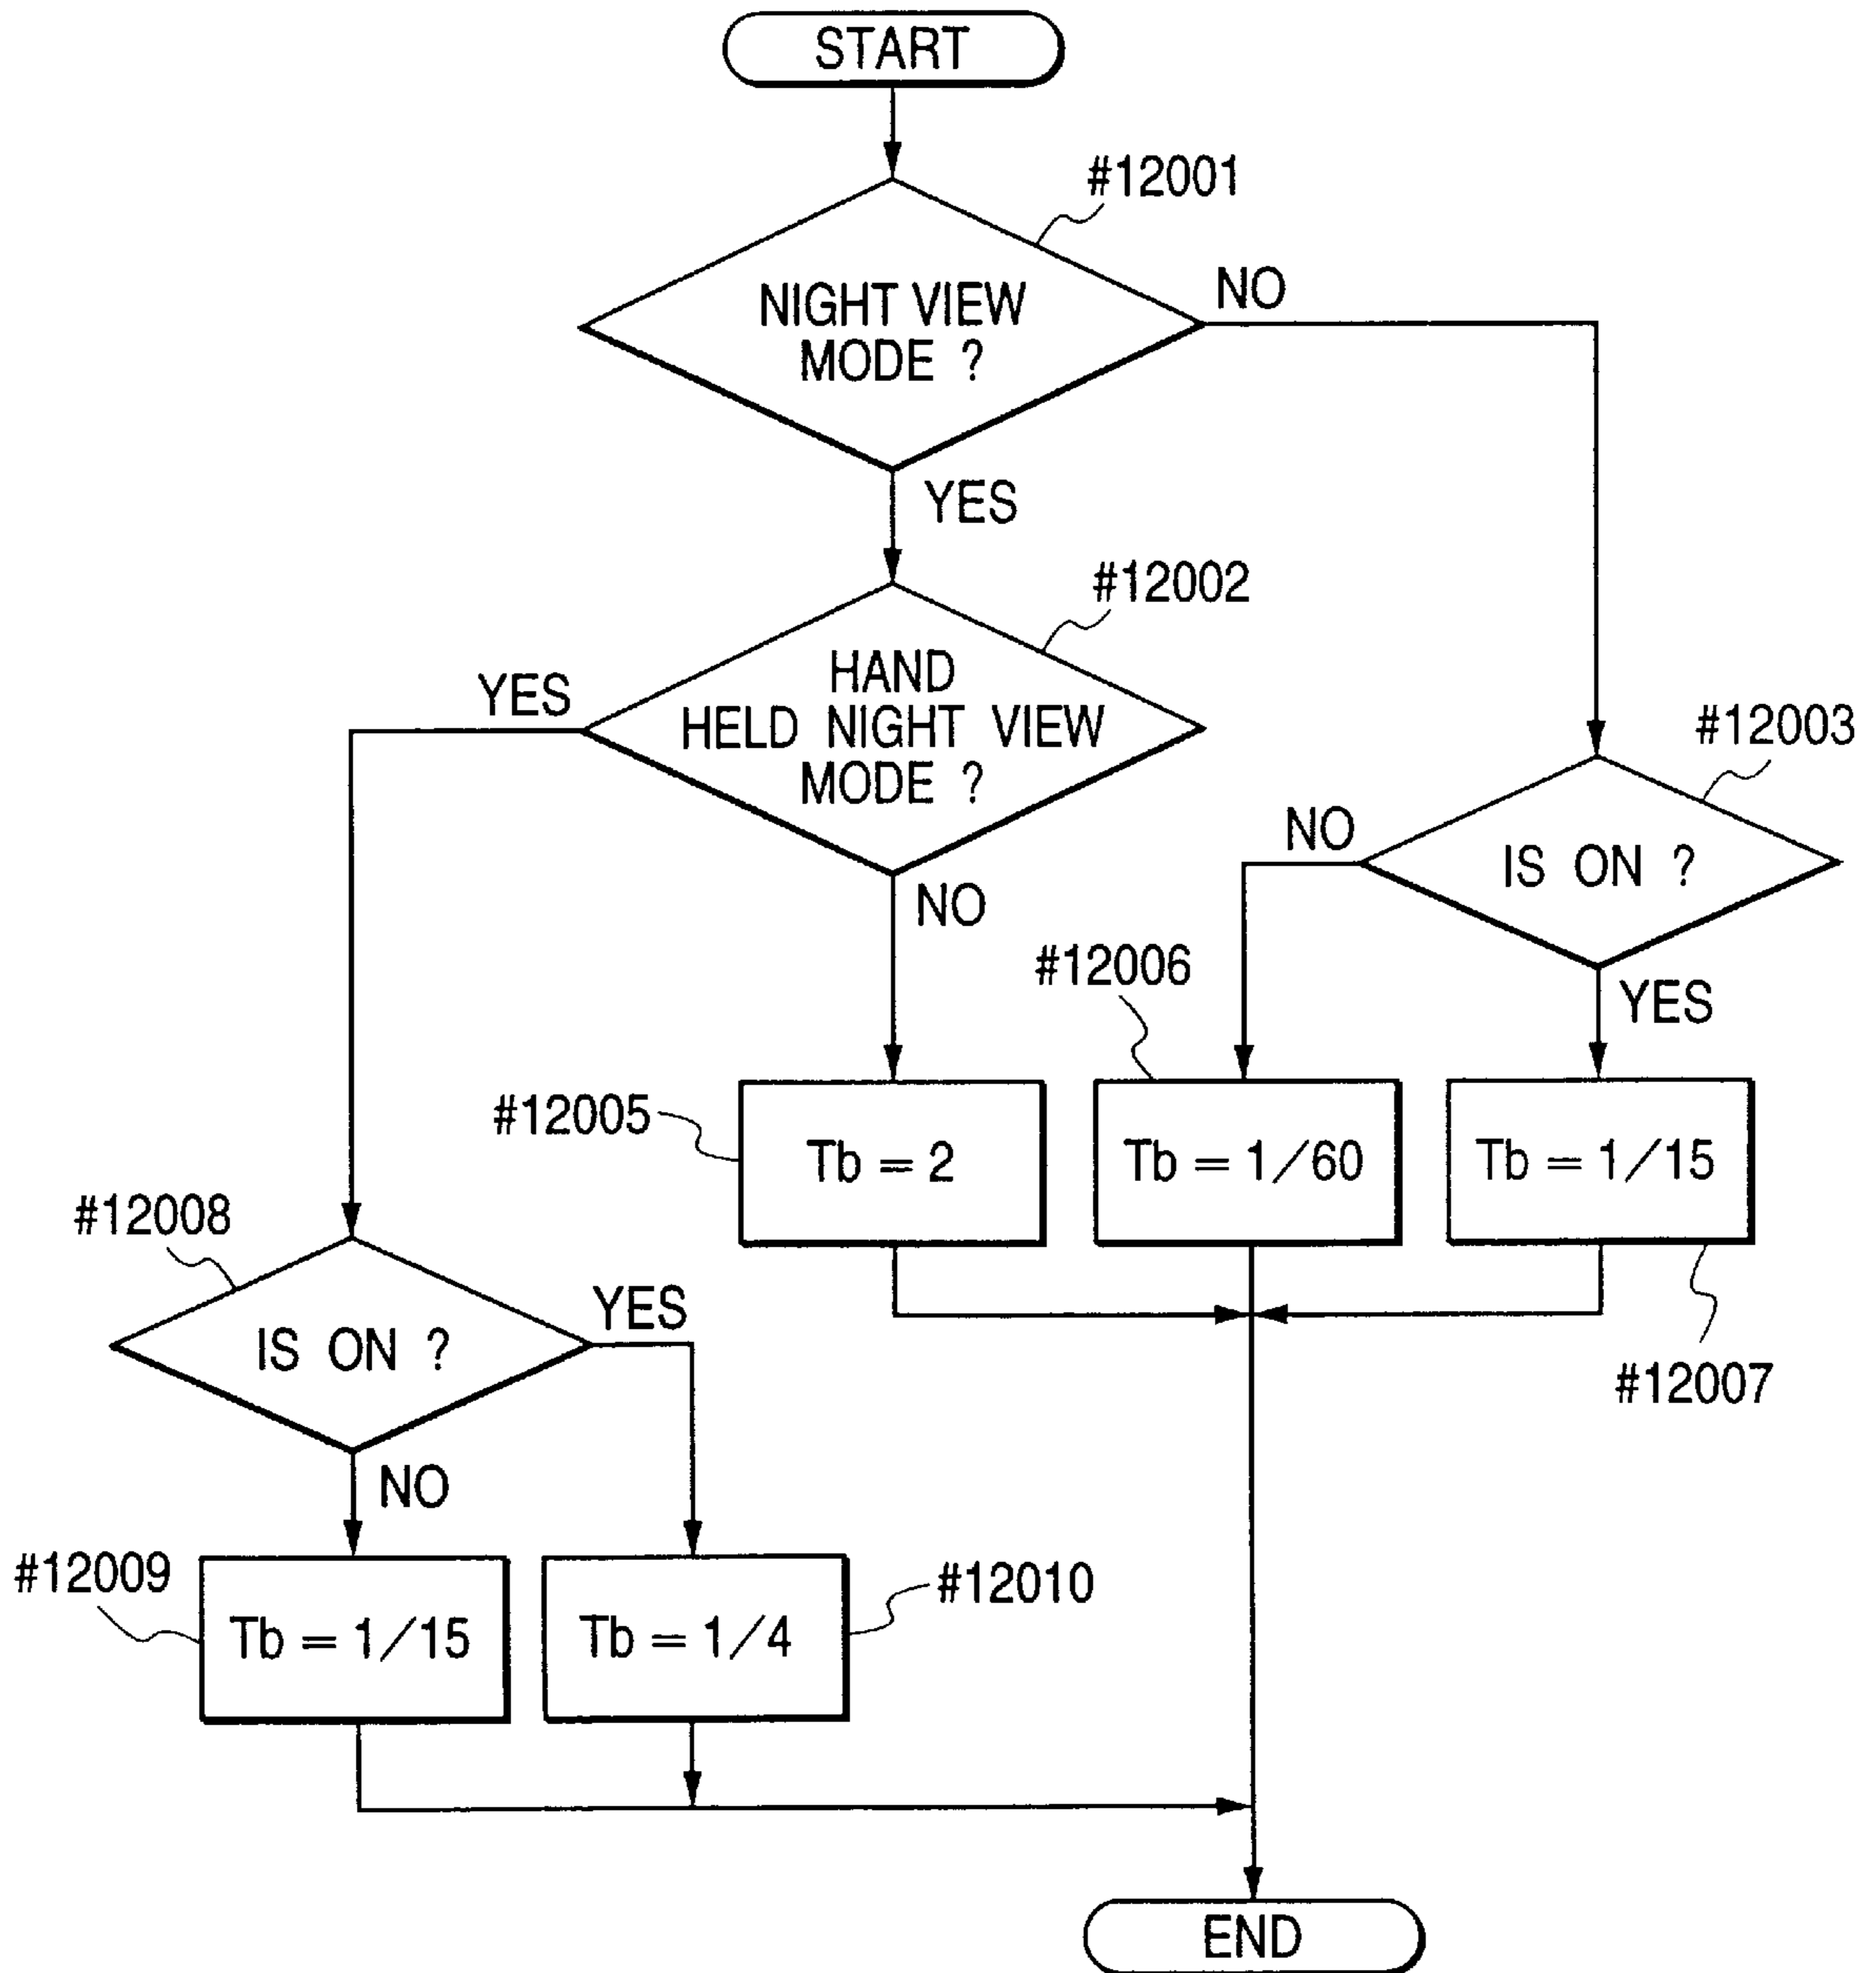 START
#12001
NIGHT VIEW
MODE ?
NO
YES
#12002
HAND
HELD NIGHT VIEW
MODE ?
YES
NO
#12003
IS ON ?
NO
YES
#12006
#12005
Tb = 2
Tb = 1/60
Tb = 1/15
#12007
#12008
IS ON ?
YES
NO
#12009
Tb = 1/15
Tb = 1/4
#12010
END